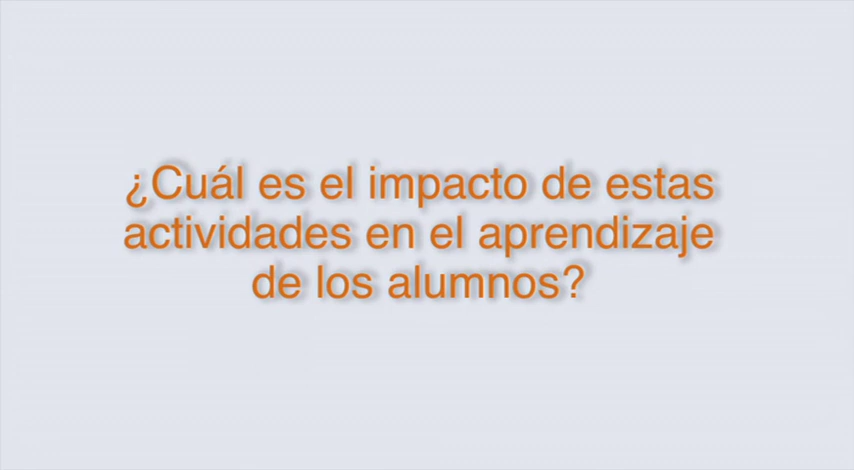 ¿Cuál es el impacto de estas
actividades en el aprendizaje
de los alumnos?